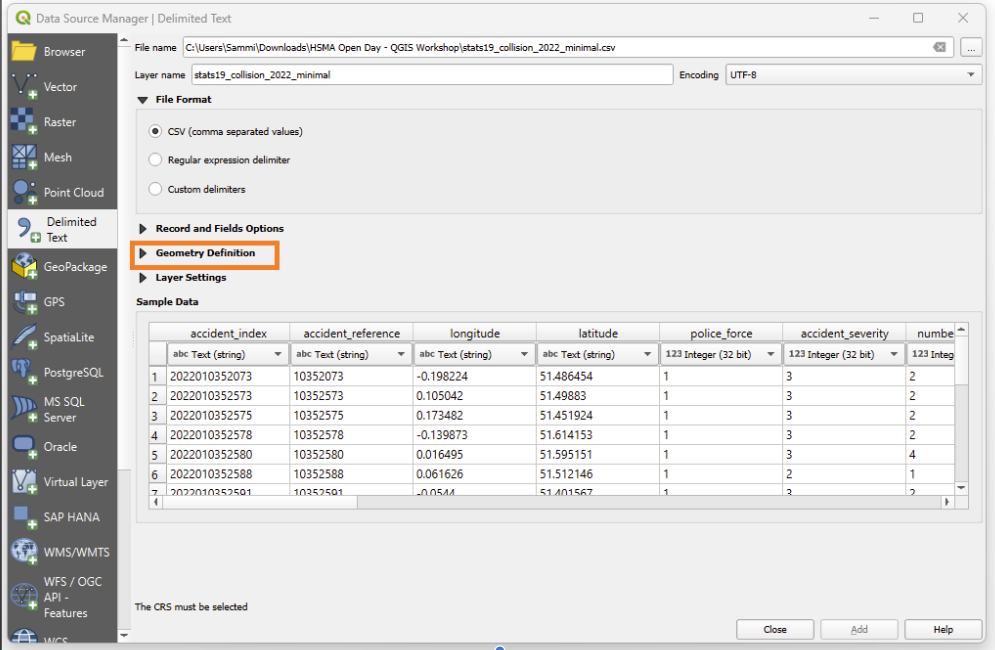 Data Source Manager | Delimited Text
Browser
Vector
Raster
Mesh
Point Cloud
Delimited
Text
GeoPackage
GPS
SpatiaLite
PostgreSQL
MS SQL
Server
Oracle
Virtual Layer
SAP HANA
WMS/WMTS
WFS / OGC
API -
Features
WCS
File name C:\Users\Sammi\Downloads\HSMA Open Day - QGIS Workshop\stats19_collision_2022_minimal.csv ...
Layer name stats19_collision_2022_minimal Encoding UTF-8
File Format
CSV (comma separated values)
Regular expression delimiter
Custom delimiters
Record and Fields Options
Geometry Definition
Layer Settings
Sample Data
accident_index accident_reference longitude latitude police_force accident_severity numbe
abc Text (string) abc Text (string) abc Text (string) abc Text (string) 123 Integer (32 bit) 123 Integer (32 bit) 123 Integ
1 2022010352073 10352073 -0.198224 51.486454 1 3 2
2 2022010352573 10352573 0.105042 51.49883 1 3 2
3 2022010352575 10352575 0.173482 51.451924 1 3 2
4 2022010352578 10352578 -0.139873 51.614153 1 3 2
5 2022010352580 10352580 0.016495 51.595151 1 3 4
6 2022010352588 10352588 0.061626 51.512146 1 2 1
7 2022010352591 10352591 -0.0544 51.401567 1 3 2
The CRS must be selected
Close Add Help